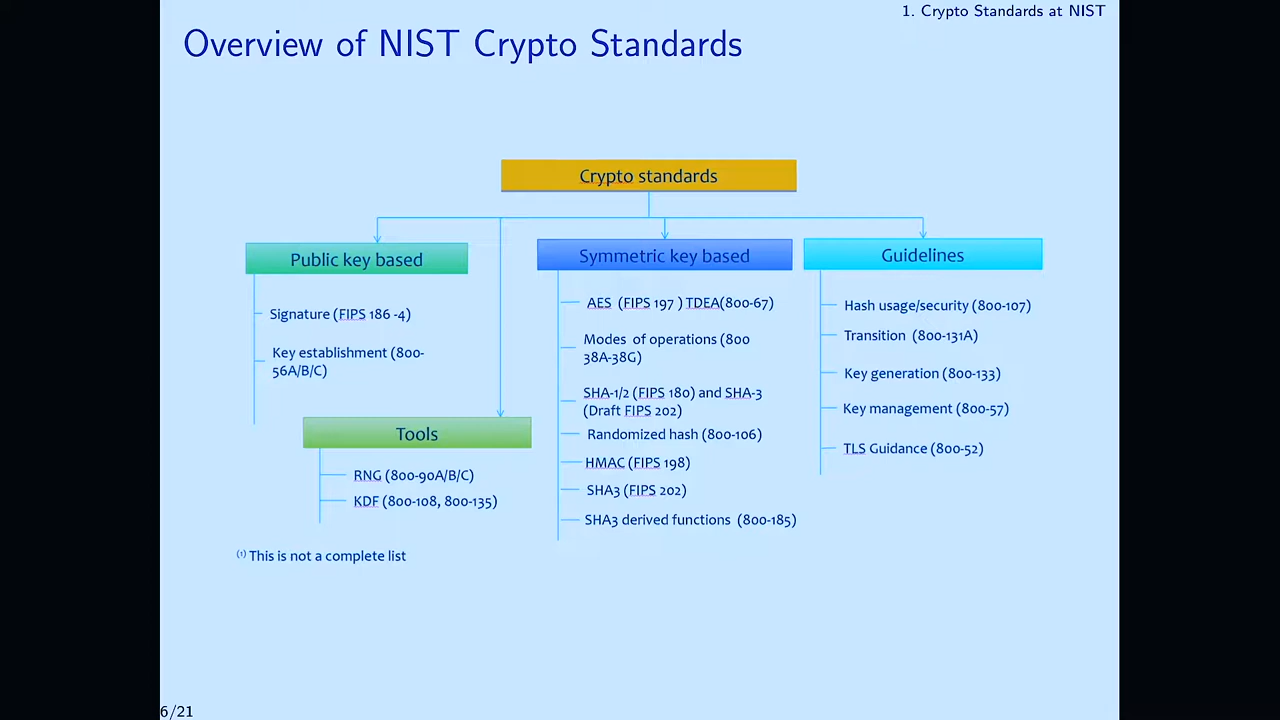 1. Crypto Standards at NIST
Overview of NIST Crypto Standards
Crypto standards
Public key based
Signature (FIPS 186 -4)
Key establishment (800-
56A/B/C)
Tools
RNG (800-90A/B/C)
KDF (800-108, 800-135)
Symmetric key based
AES (FIPS 197 ) TDEA(800-67)
Modes of operations (800
38A-38G)
SHA-1/2 (FIPS 180) and SHA-3
(Draft FIPS 202)
Randomized hash (800-106)
HMAC (FIPS 198)
SHA3 (FIPS 202)
SHA3 derived functions (800-185)
Guidelines
Hash usage/security (800-107)
Transition (800-131A)
Key generation (800-133)
Key management (800-57)
TLS Guidance (800-52)
(1) This is not a complete list
6/21